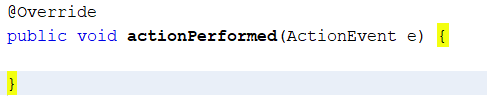 @Override
public void actionPerformed(ActionEvent e) {
}